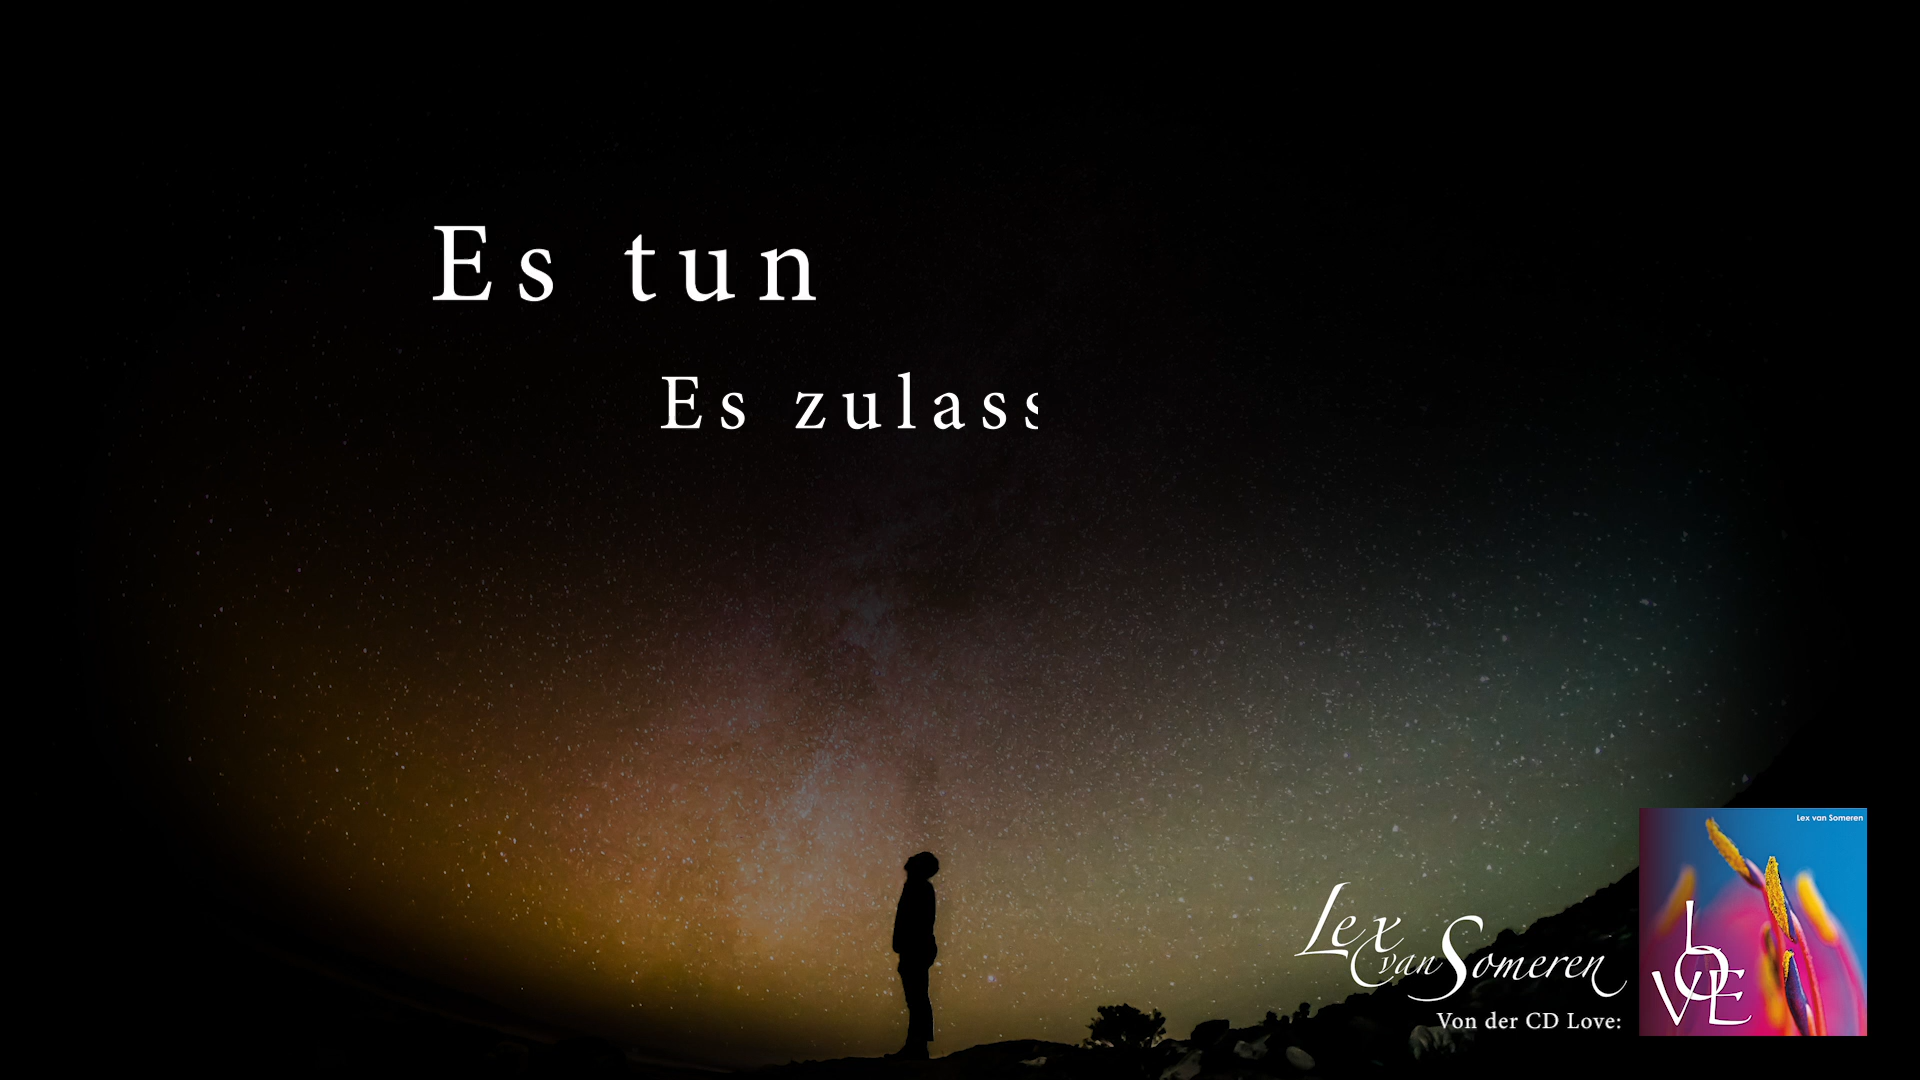 Es tun
Es zulass
Lex van Someren
Von der CD Love:
Lex van Someren
LOVE